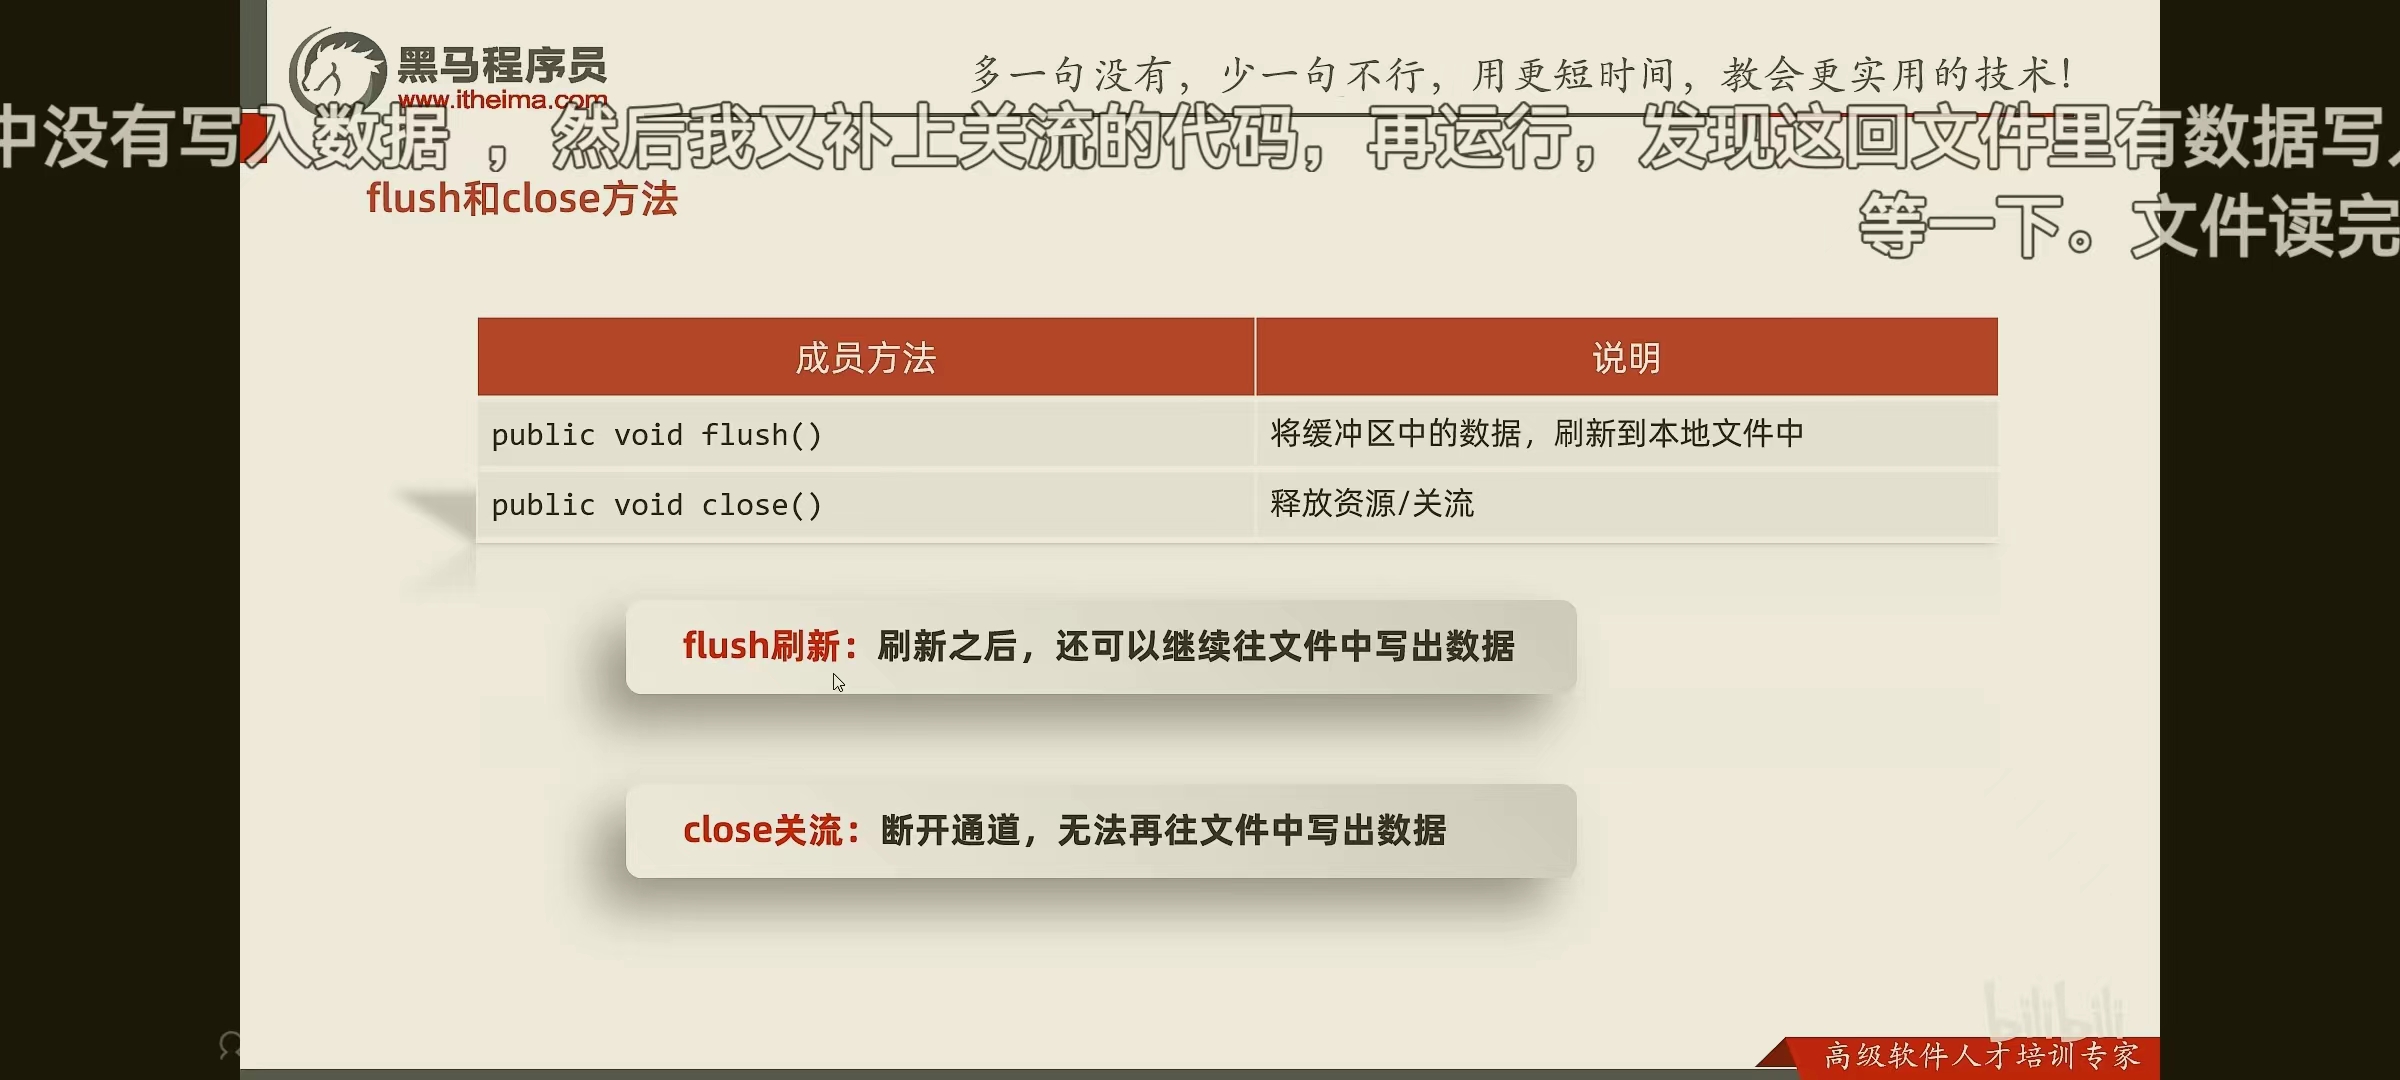 黑马程序员
www.itheima.com
多一句没有，少一句不行，用更短时间，教会更实用的技术！
中没有写入数据 ，然后我又补上关流的代码，再运行，发现这回文件里有数据写入
等一下。文件读完
flush和close方法
成员方法 说明
public void flush() 将缓冲区中的数据，刷新到本地文件中
public void close() 释放资源/关流
flush刷新：刷新之后，还可以继续往文件中写出数据
close关流：断开通道，无法再往文件中写出数据
bilibili
高级软件人才培训专家